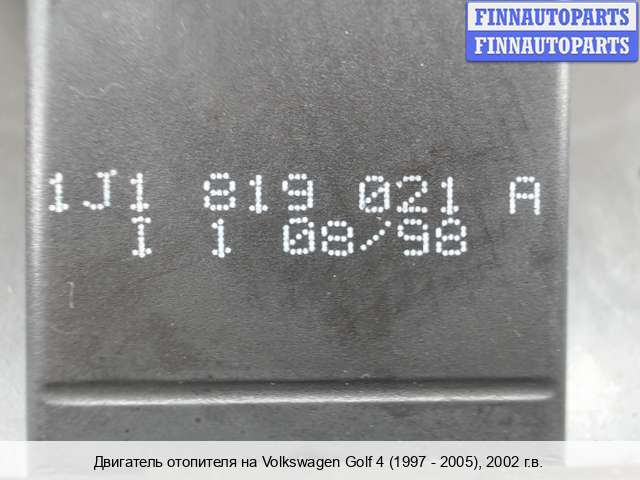 FINNAUTOPARTS
FINNAUTOPARTS
1J1 819 021 A
I 1 08/98
Двигатель отопителя на Volkswagen Golf 4 (1997 - 2005), 2002 г.в.